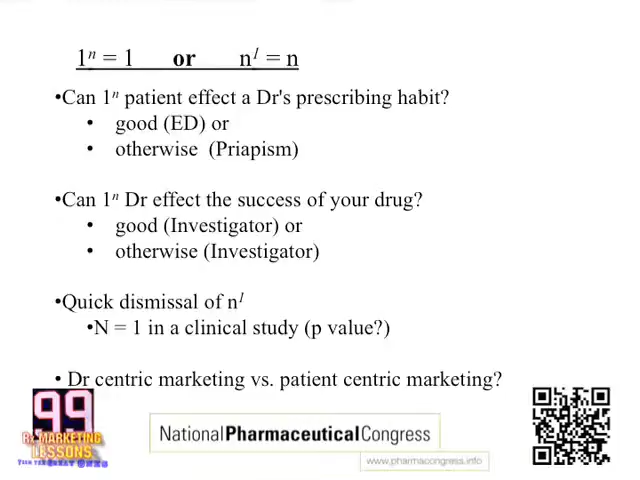 1ⁿ = 1 or n¹ = n
•Can 1ⁿ patient effect a Dr's prescribing habit?
• good (ED) or
• otherwise (Priapism)
•Can 1ⁿ Dr effect the success of your drug?
• good (Investigator) or
• otherwise (Investigator)
•Quick dismissal of n¹
•N = 1 in a clinical study (p value?)
• Dr centric marketing vs. patient centric marketing?
99
Rx MARKETING
LESSONS
National Pharmaceutical Congress
www.pharmacongress.info